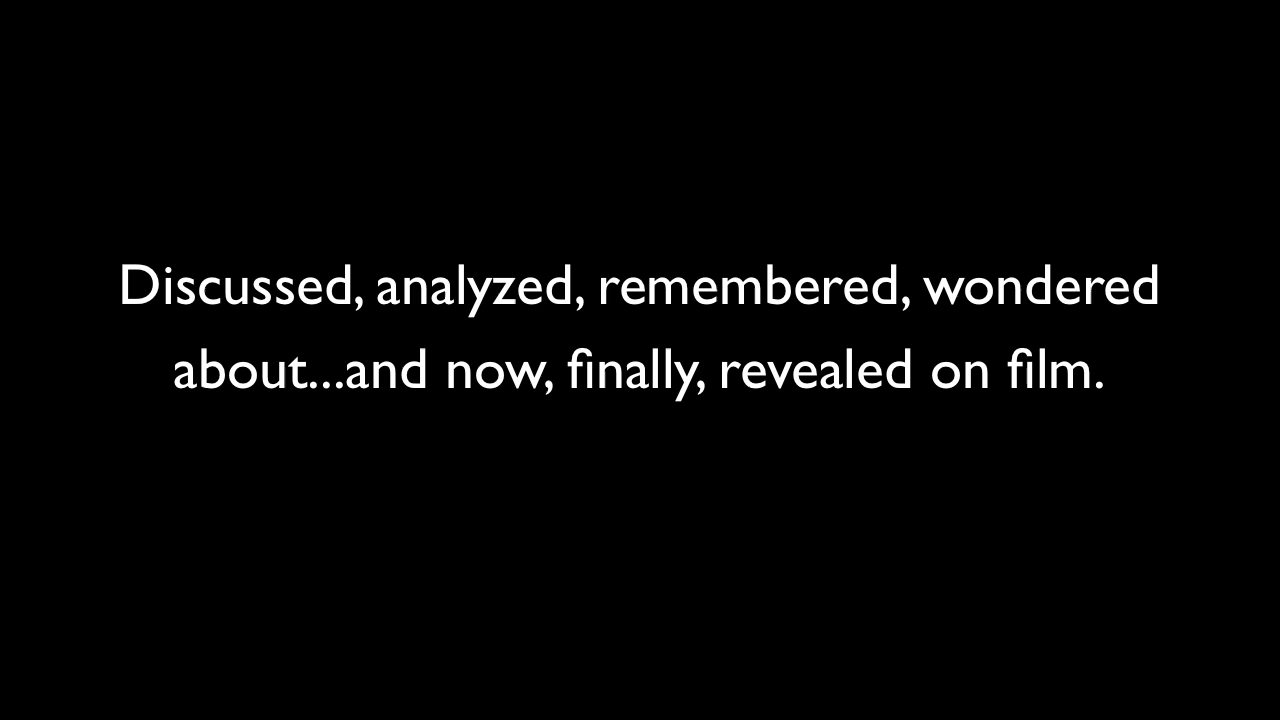 Discussed, analyzed, remembered, wondered
about...and now, finally, revealed on film.